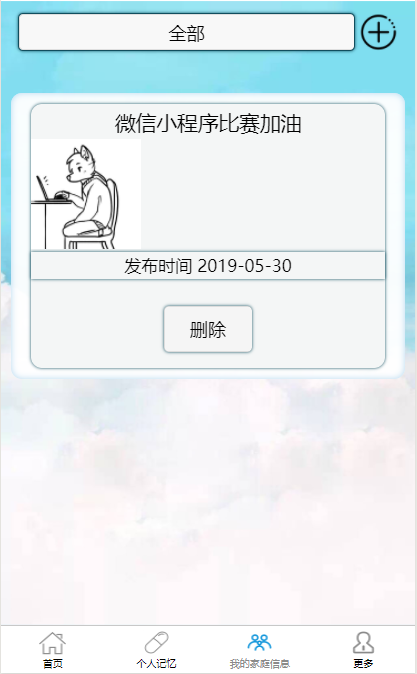 全部
微信小程序比赛加油
发布时间 2019-05-30
删除
首页
个人记忆
我的家庭信息
更多